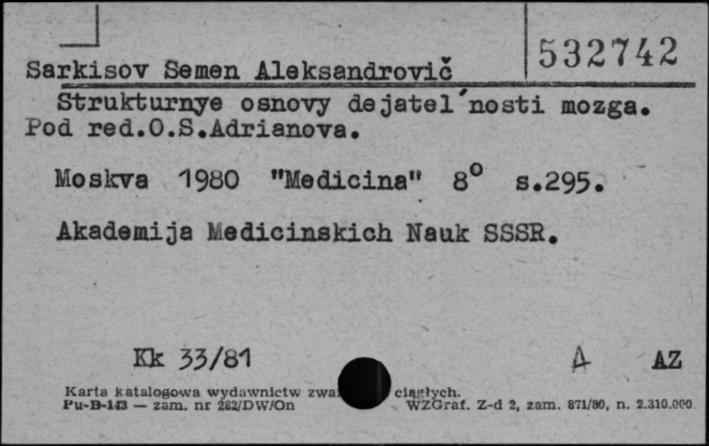 532742
Sarkisov Semen Aleksandrovič
Strukturnye osnovy dejatel'nosti mozga.
Pod red.O.S.Adrianova.
Moskva 1980 "Medicina" 8° s.295.
Akademija Medicinskich Nauk SSSR.
Kk 33/81 A AZ
Karta katalogowa wydawnictw ciągłych.
Pu-B-143 — zam. nr 282/DW/On WZGraf. Z-d 2, zam. 871/80, n. 2.310.000